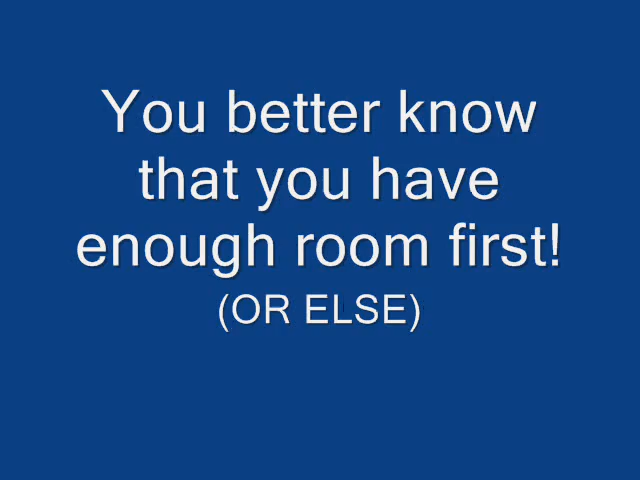 You better know
that you have
enough room first!
(OR ELSE)